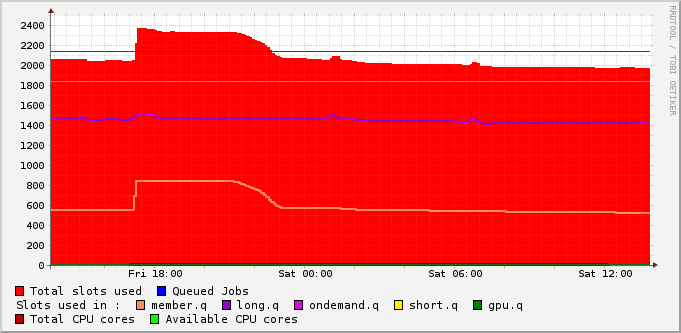 RRDTOOL / TOBI OETIKER
2400
2200
2000
1800
1600
1400
1200
1000
800
600
400
200
0
Fri 18:00 Sat 00:00 Sat 06:00 Sat 12:00
Total slots used Queued Jobs
Slots used in : member.q long.q ondemand.q short.q gpu.q
Total CPU cores Available CPU cores